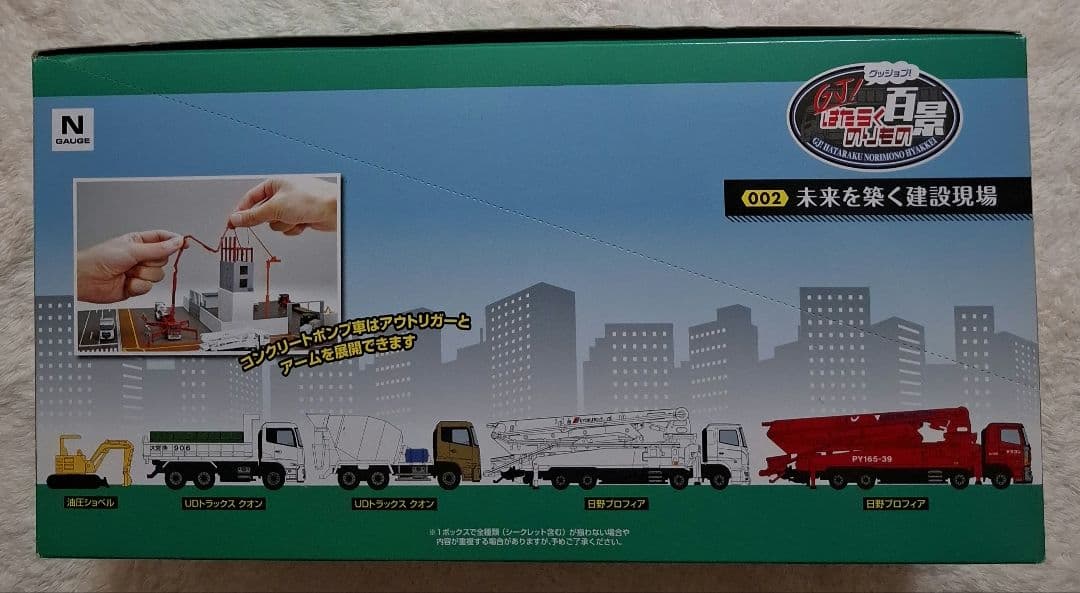 N
GAUGE
グッジョブ!
GJ!
はたらく
のりもの
百景
GJ! HATARAKU NORIMONO HYAKKEI
002 未来を築く建設現場
コンクリートポンプ車はアウトリガーと
アームを展開できます
906
PY165-39
油圧ショベル
UDトラックス クオン
UDトラックス クオン
日野プロフィア
日野プロフィア
※1ボックスで全種類(シークレット含む)が揃わない場合や
内容が重複する場合がありますが、予めご了承ください。